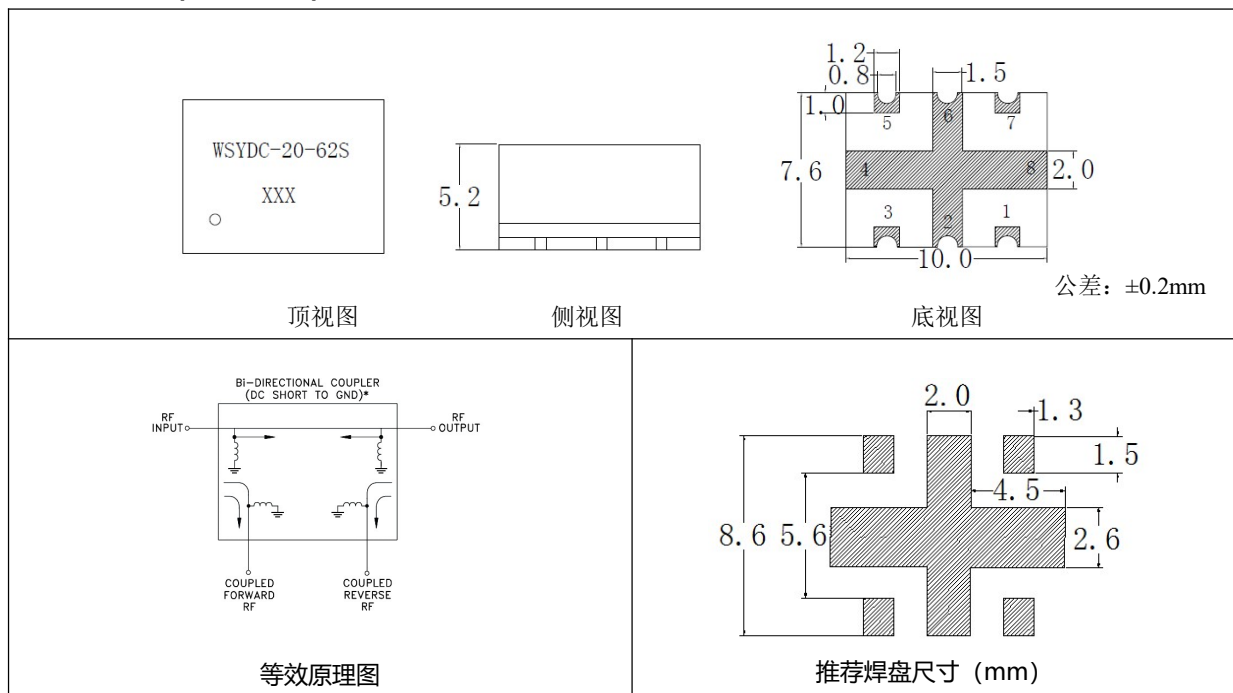 WSYDC-20-62S
XXX
5.2
1.2
0.8
1.0
1.5
7.6
2.0
10.0
5
6
7
4
8
3
2
1
公差：±0.2mm
顶视图
侧视图
底视图
BI-DIRECTIONAL COUPLER
(DC SHORT TO GND)*
RF
INPUT
RF
OUTPUT
COUPLED
FORWARD
RF
COUPLED
REVERSE
RF
等效原理图
2.0
1.3
1.5
4.5
8.6
5.6
2.6
推荐焊盘尺寸（mm）